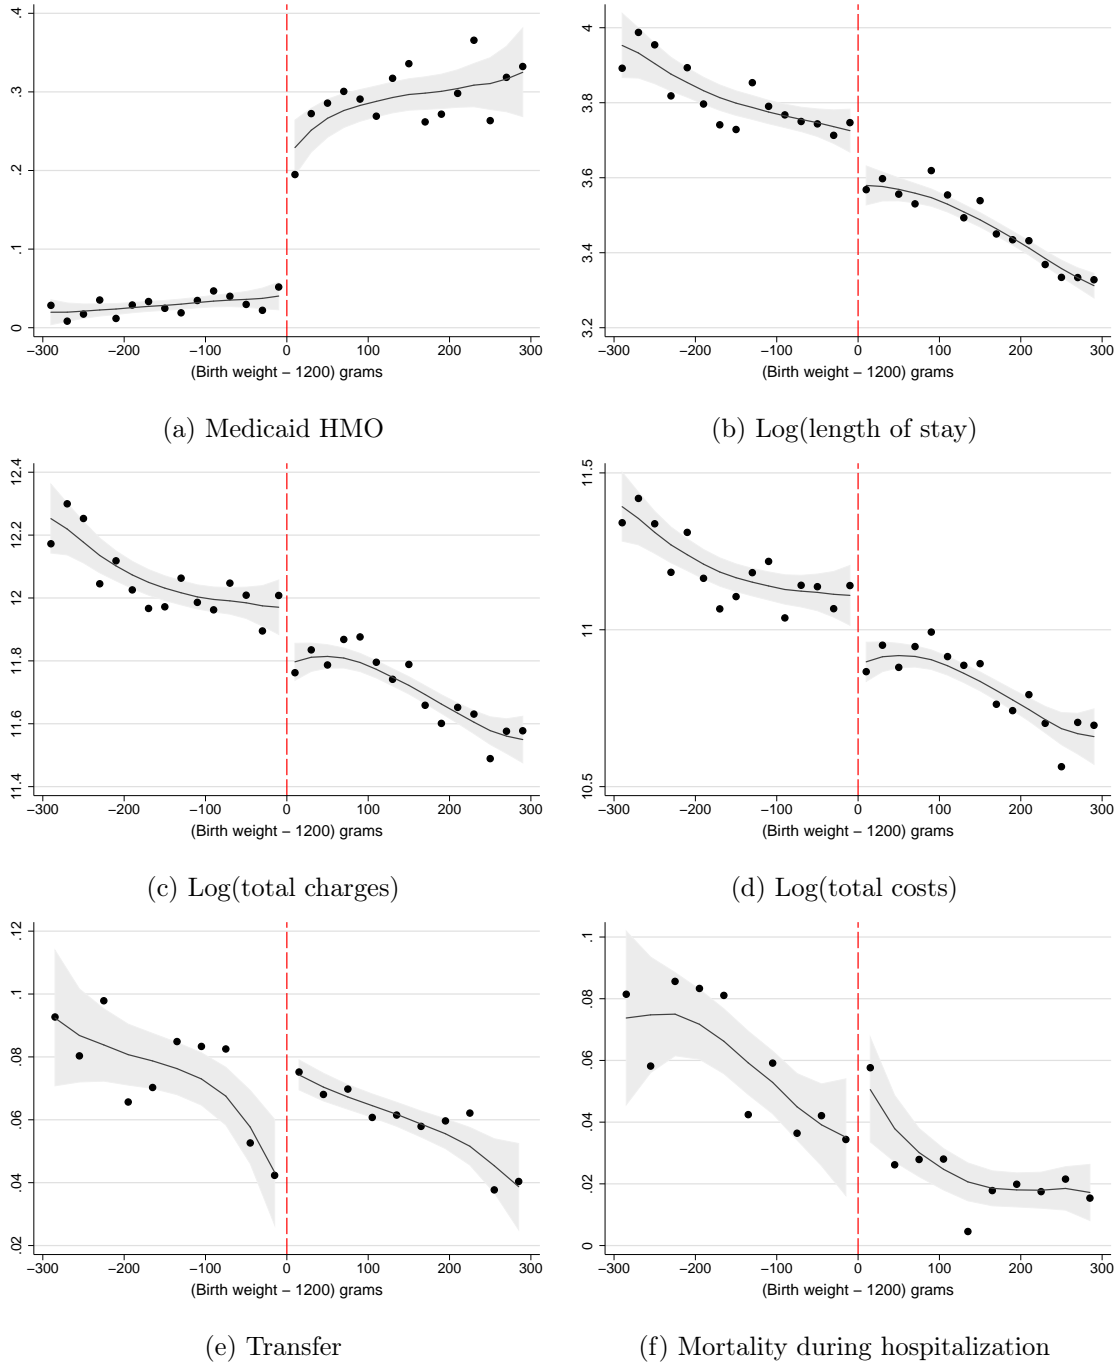 .4
.3
.2
.1
0
−300 −200 −100 0 100 200 300
(Birth weight − 1200) grams
(a) Medicaid HMO
4
3.8
3.6
3.4
3.2
−300 −200 −100 0 100 200 300
(Birth weight − 1200) grams
(b) Log(length of stay)
12.4
12.2
12
11.8
11.6
11.4
−300 −200 −100 0 100 200 300
(Birth weight − 1200) grams
(c) Log(total charges)
11.5
11
10.5
−300 −200 −100 0 100 200 300
(Birth weight − 1200) grams
(d) Log(total costs)
.12
.1
.08
.06
.04
.02
−300 −200 −100 0 100 200 300
(Birth weight − 1200) grams
(e) Transfer
.1
.08
.06
.04
.02
0
−300 −200 −100 0 100 200 300
(Birth weight − 1200) grams
(f) Mortality during hospitalization